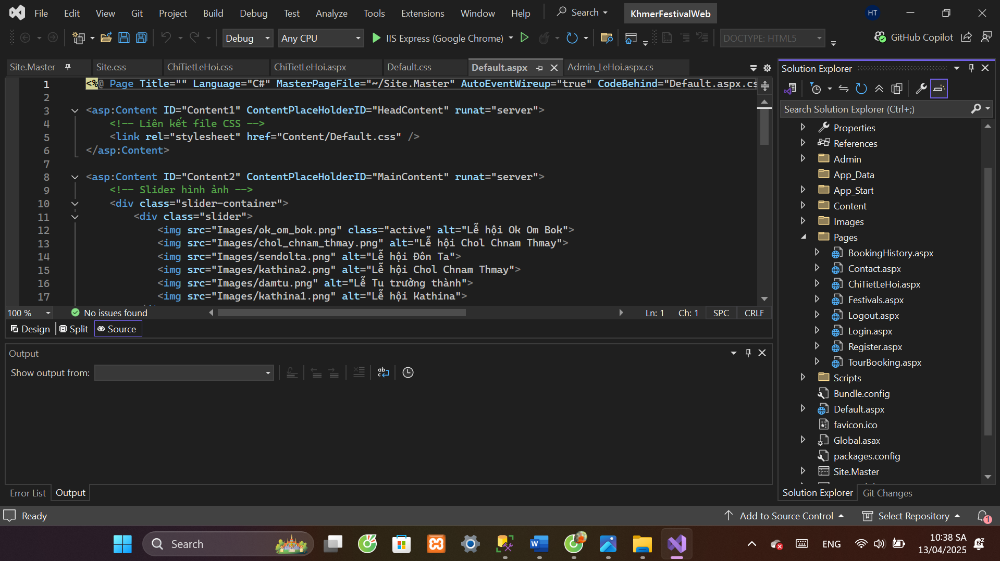 File Edit View Git Project Build Debug Test Analyze Tools Extensions Window Help Search KhmerFestivalWeb HT
Debug Any CPU IIS Express (Google Chrome) DOCTYPE: HTML5 GitHub Copilot
Site.Master Site.css ChiTietLeHoi.css ChiTietLeHoi.aspx Default.css Default.aspx Admin_LeHoi.aspx.cs
1 <%@ Page Title="" Language="C#" MasterPageFile="~/Site.Master" AutoEventWireup="true" CodeBehind="Default.aspx.cs
2
3 <asp:Content ID="Content1" ContentPlaceHolderID="HeadContent" runat="server">
4 <!-- Liên kết file CSS -->
5 <link rel="stylesheet" href="Content/Default.css" />
6 </asp:Content>
7
8 <asp:Content ID="Content2" ContentPlaceHolderID="MainContent" runat="server">
9 <!-- Slider hình ảnh -->
10 <div class="slider-container">
11 <div class="slider">
12 <img src="Images/ok_om_bok.png" class="active" alt="Lễ hội Ok Om Bok">
13 <img src="Images/chol_chnam_thmay.png" alt="Lễ hội Chol Chnam Thmay">
14 <img src="Images/sendolta.png" alt="Lễ hội Đôn Ta">
15 <img src="Images/kathina2.png" alt="Lễ hội Chol Chnam Thmay">
16 <img src="Images/damtu.png" alt="Lễ Tu trưởng thành">
17 <img src="Images/kathina1.png" alt="Lễ hội Kathina">
100 % No issues found Ln: 1 Ch: 1 SPC CRLF
Design Split Source
Output
Show output from:
Error List Output
Solution Explorer
Search Solution Explorer (Ctrl+;)
Properties
References
Admin
App_Data
App_Start
Content
Images
Pages
BookingHistory.aspx
Contact.aspx
ChiTietLeHoi.aspx
Festivals.aspx
Logout.aspx
Login.aspx
Register.aspx
TourBooking.aspx
Scripts
Bundle.config
Default.aspx
favicon.ico
Global.asax
packages.config
Site.Master
Solution Explorer Git Changes
Ready Add to Source Control Select Repository 1
Search ENG 10:38 SA
13/04/2025